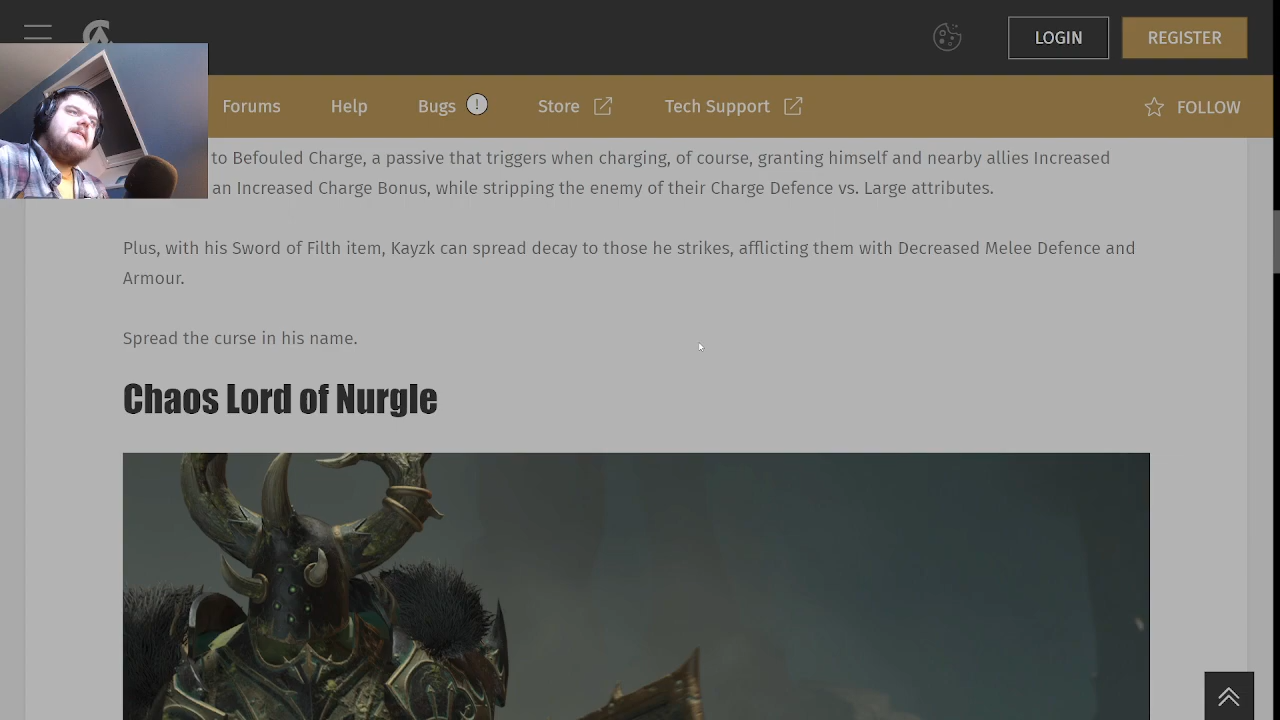 LOGIN
REGISTER
Forums
Help
Bugs
!
Store
Tech Support
FOLLOW
to Befouled Charge, a passive that triggers when charging, of course, granting himself and nearby allies Increased
an Increased Charge Bonus, while stripping the enemy of their Charge Defence vs. Large attributes.
Plus, with his Sword of Filth item, Kayzk can spread decay to those he strikes, afflicting them with Decreased Melee Defence and
Armour.
Spread the curse in his name.
Chaos Lord of Nurgle